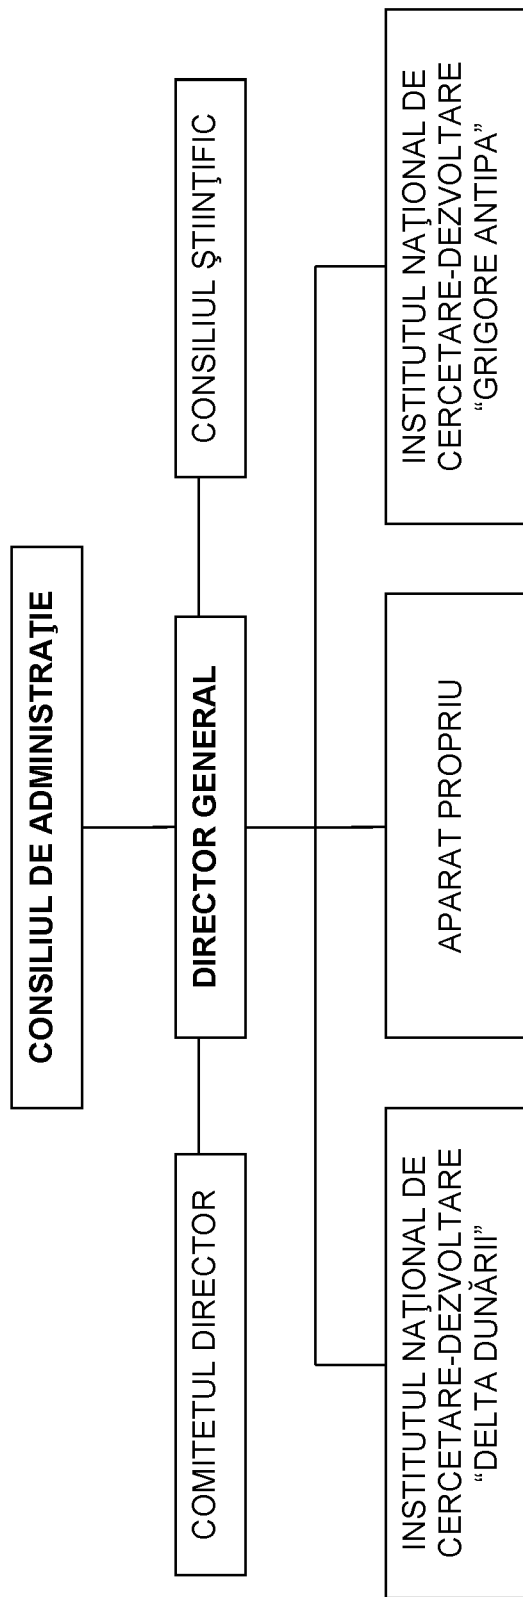 CONSILIUL DE ADMINISTRAŢIE
COMITETUL DIRECTOR
DIRECTOR GENERAL
CONSILIUL ŞTIINŢIFIC
INSTITUTUL NAŢIONAL DE
CERCETARE-DEZVOLTARE
“DELTA DUNĂRII”
APARAT PROPRIU
INSTITUTUL NAŢIONAL DE
CERCETARE-DEZVOLTARE
“GRIGORE ANTIPA”